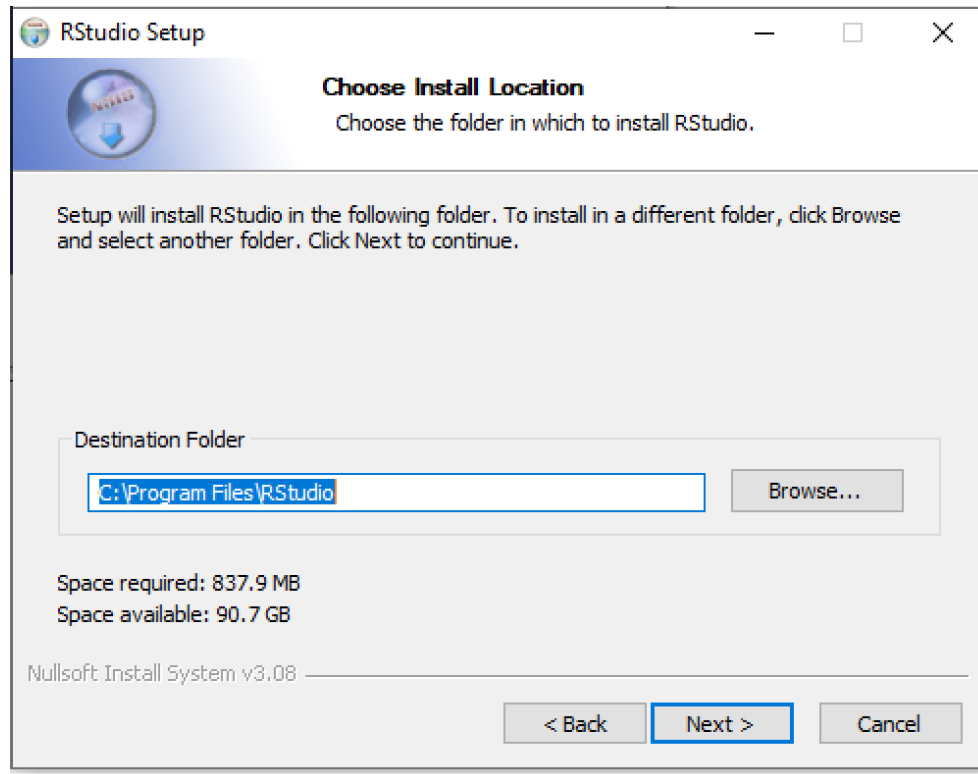 RStudio Setup
NSIS
Choose Install Location
Choose the folder in which to install RStudio.
Setup will install RStudio in the following folder. To install in a different folder, click Browse
and select another folder. Click Next to continue.
Destination Folder
C:\Program Files\RStudio
Browse...
Space required: 837.9 MB
Space available: 90.7 GB
Nullsoft Install System v3.08
< Back
Next >
Cancel